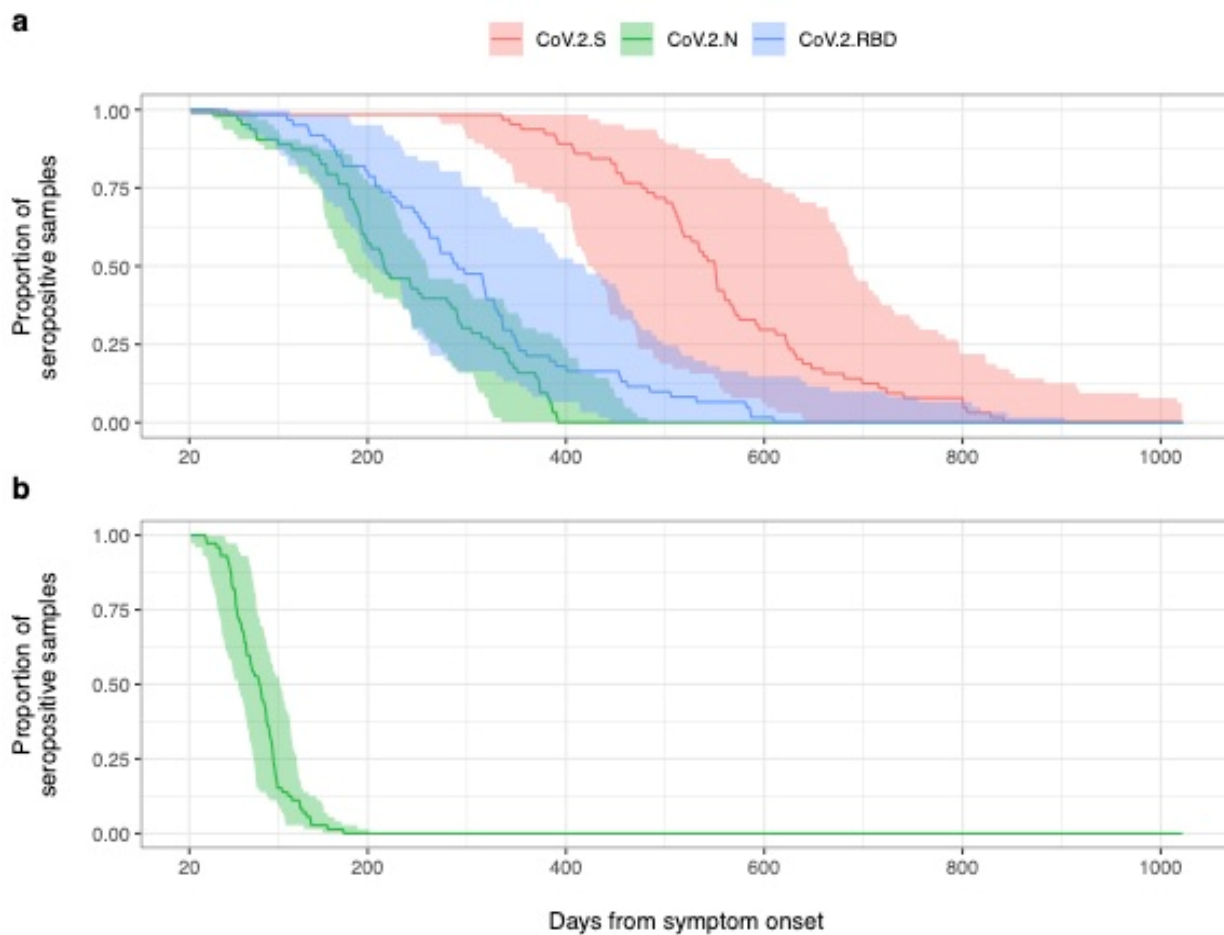 a
CoV.2.S CoV.2.N CoV.2.RBD
Proportion of
seropositive samples
1.00
0.75
0.50
0.25
0.00
20 200 400 600 800 1000
b
Proportion of
seropositive samples
1.00
0.75
0.50
0.25
0.00
20 200 400 600 800 1000
Days from symptom onset